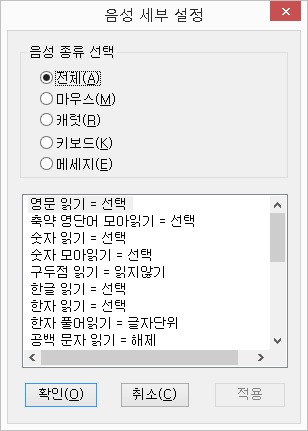 음성 세부 설정
음성 종류 선택
전체(A)
마우스(M)
캐럿(R)
키보드(K)
메세지(E)
영문 읽기 = 선택
축약 영단어 모아읽기 = 선택
숫자 읽기 = 선택
숫자 모아읽기 = 선택
구두점 읽기 = 읽지않기
한글 읽기 = 선택
한자 읽기 = 선택
한자 풀어읽기 = 글자단위
공백 문자 읽기 = 해제
확인(O) 취소(C) 적용